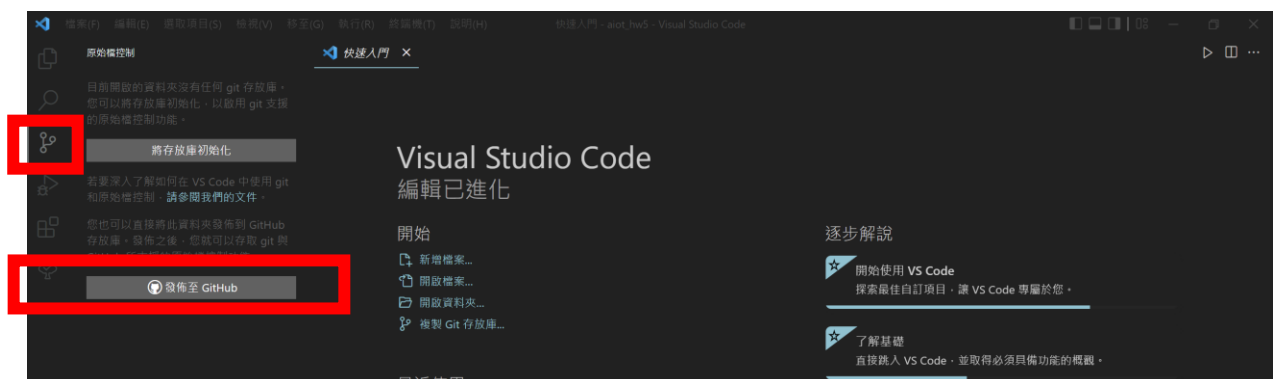 檔案(F) 編輯(E) 選取項目(S) 檢視(V) 移至(G) 執行(R) 終端機(T) 說明(H) 快速入門 - aiot_hw5 - Visual Studio Code
原始檔控制
快速入門
目前開啟的資料夾沒有任何 git 存放庫。
您可以將存放庫初始化，以啟用 git 支援
的原始檔控制功能。
將存放庫初始化
若要深入了解如何在 VS Code 中使用 git
和原始檔控制，請參閱我們的文件。
您也可以直接將此資料夾發佈到 GitHub
存放庫。發佈之後，您就可以存取 git 與
發佈至 GitHub
Visual Studio Code
編輯已進化
開始
新增檔案...
開啟檔案...
開啟資料夾...
複製 Git 存放庫...
逐步解說
開始使用 VS Code
探索最佳自訂項目，讓 VS Code 專屬於您。
了解基礎
直接跳入 VS Code，並取得必須具備功能的概觀。